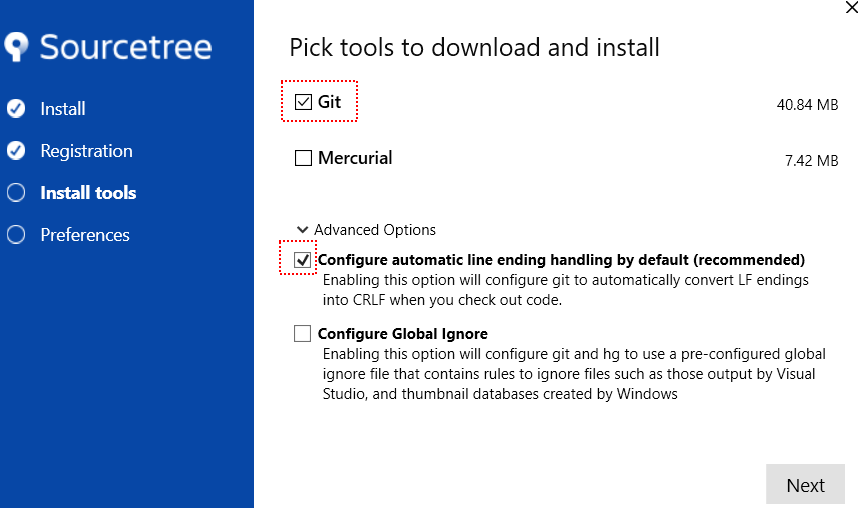 Sourcetree
Install
Registration
Install tools
Preferences
Pick tools to download and install
Git
40.84 MB
Mercurial
7.42 MB
Advanced Options
Configure automatic line ending handling by default (recommended)
Enabling this option will configure git to automatically convert LF endings
into CRLF when you check out code.
Configure Global Ignore
Enabling this option will configure git and hg to use a pre-configured global
ignore file that contains rules to ignore files such as those output by Visual
Studio, and thumbnail databases created by Windows
Next